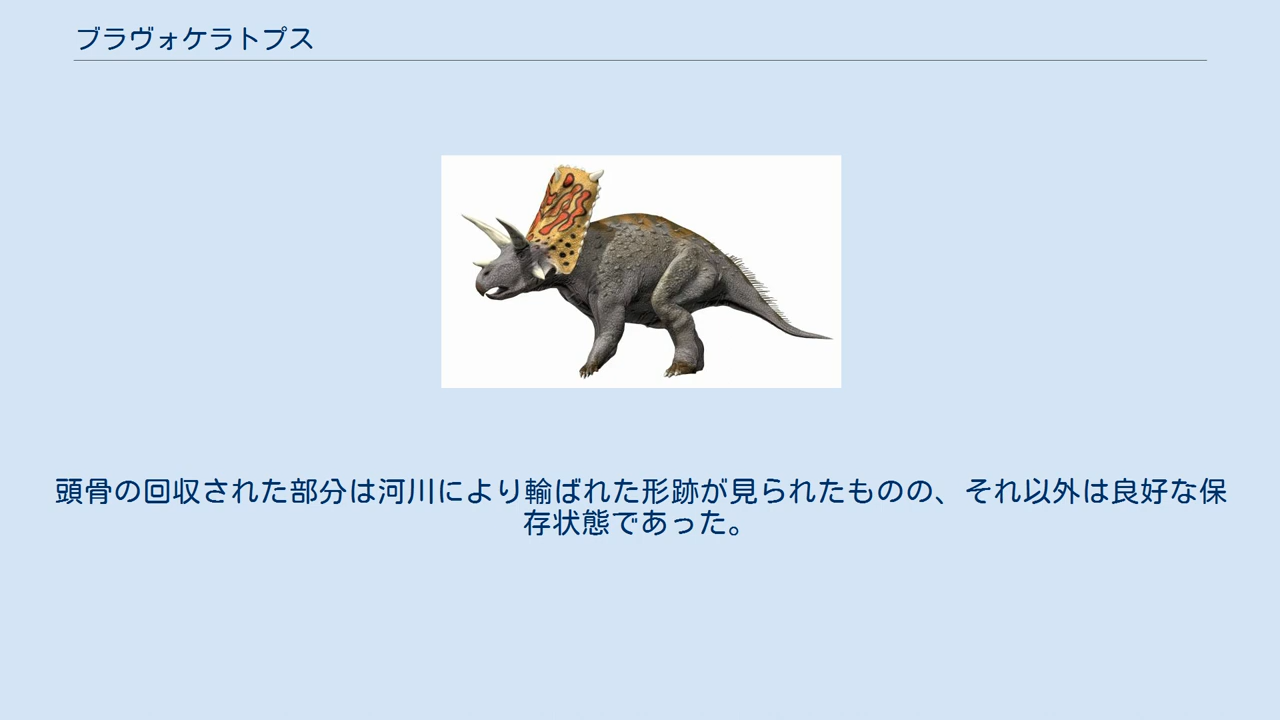 ブラヴォケラトプス
頭骨の回収された部分は河川により輸ばれた形跡が見られたものの、それ以外は良好な保
存状態であった。